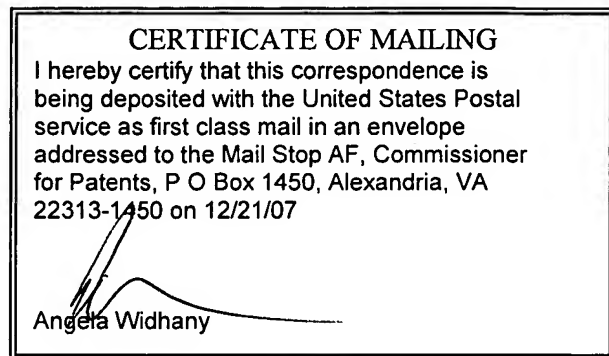 CERTIFICATE OF MAILING
I hereby certify that this correspondence is
being deposited with the United States Postal
service as first class mail in an envelope
addressed to the Mail Stop AF, Commissioner
for Patents, P O Box 1450, Alexandria, VA
22313-1450 on 12/21/07
Angela Widhany